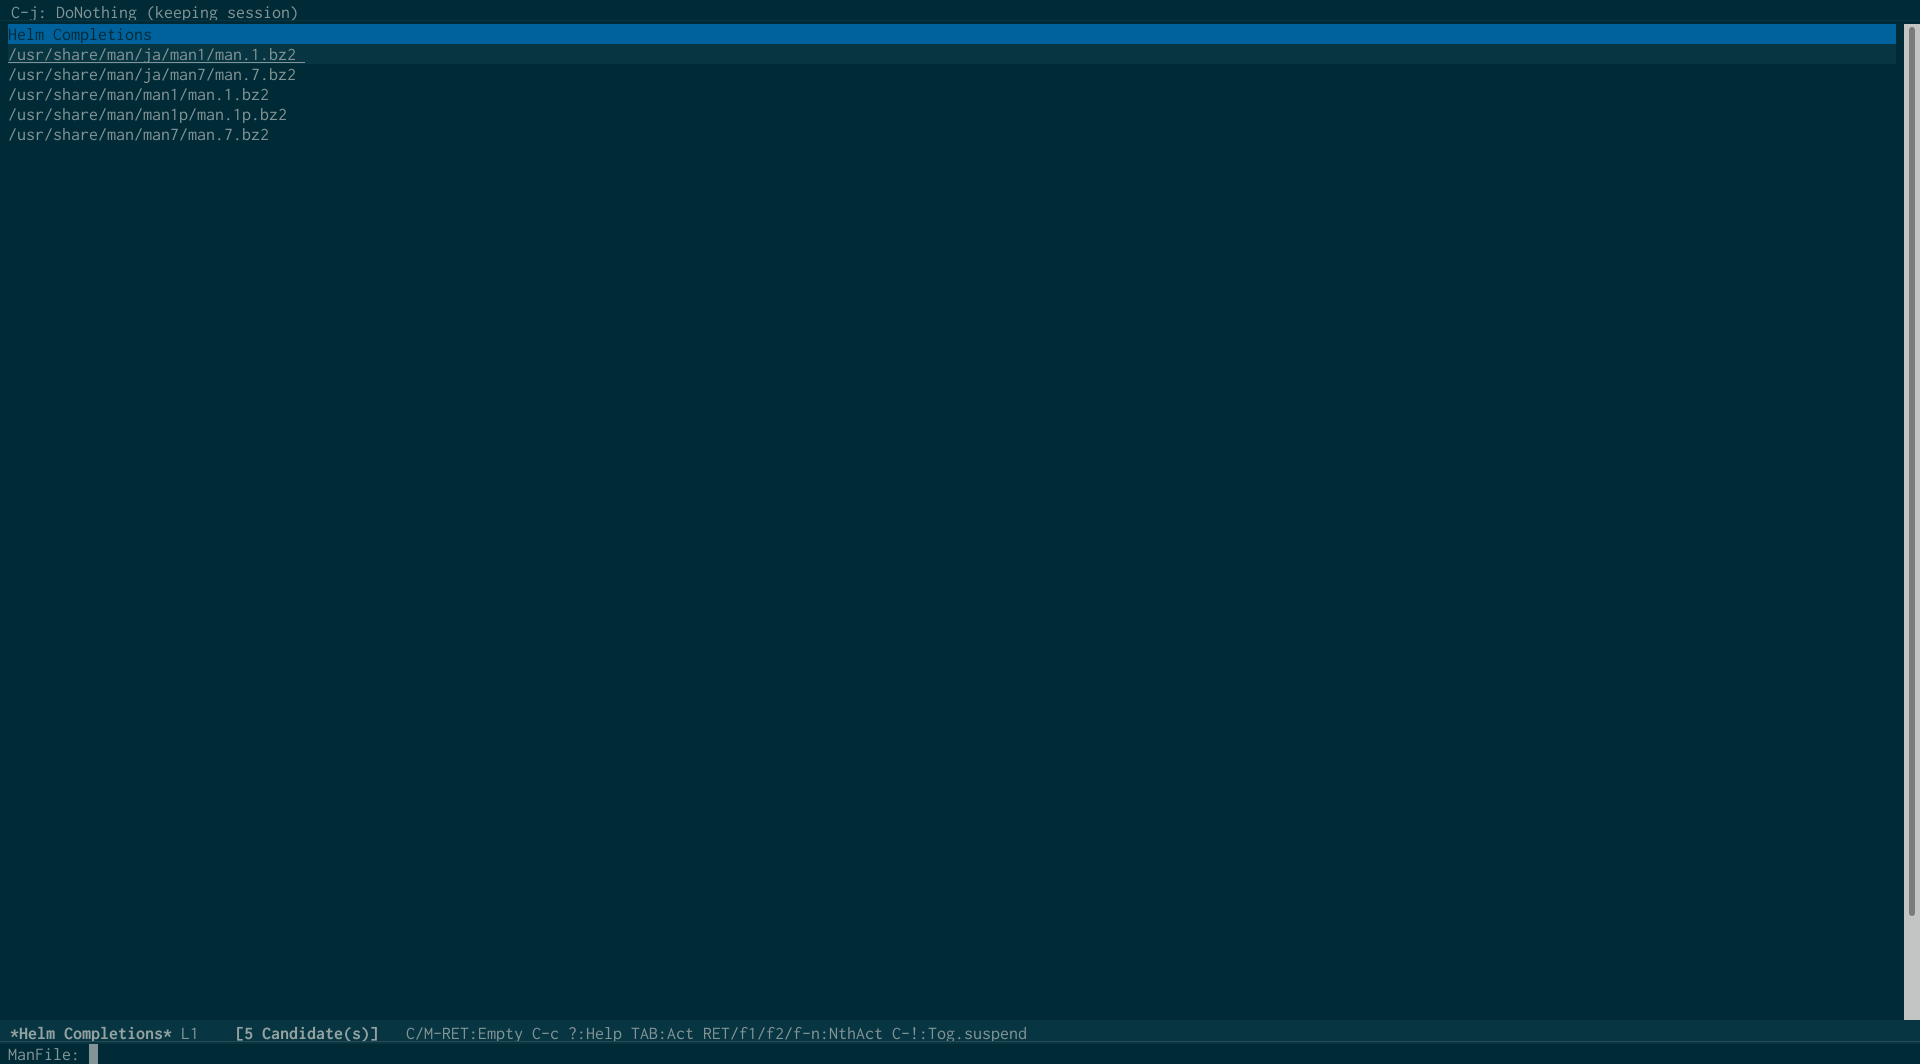 C-j: DoNothing (keeping session)
Helm Completions
/usr/share/man/ja/man1/man.1.bz2
/usr/share/man/ja/man7/man.7.bz2
/usr/share/man/man1/man.1.bz2
/usr/share/man/man1p/man.1p.bz2
/usr/share/man/man7/man.7.bz2
*Helm Completions* L1    [5 Candidate(s)]   C/M-RET:Empty C-c ?:Help TAB:Act RET/f1/f2/f-n:NthAct C-!:Tog.suspend
ManFile: